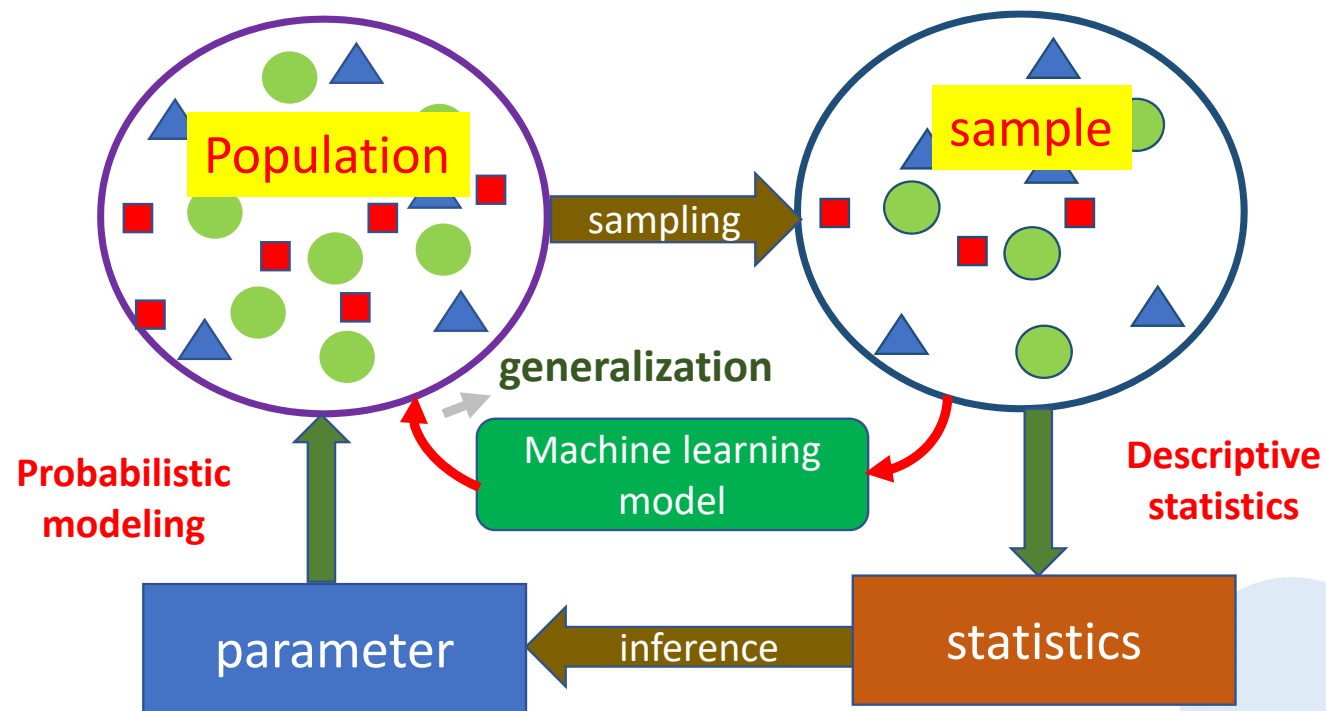 Population
sample
sampling
generalization
Machine learning
model
Probabilistic
modeling
Descriptive
statistics
parameter
inference
statistics